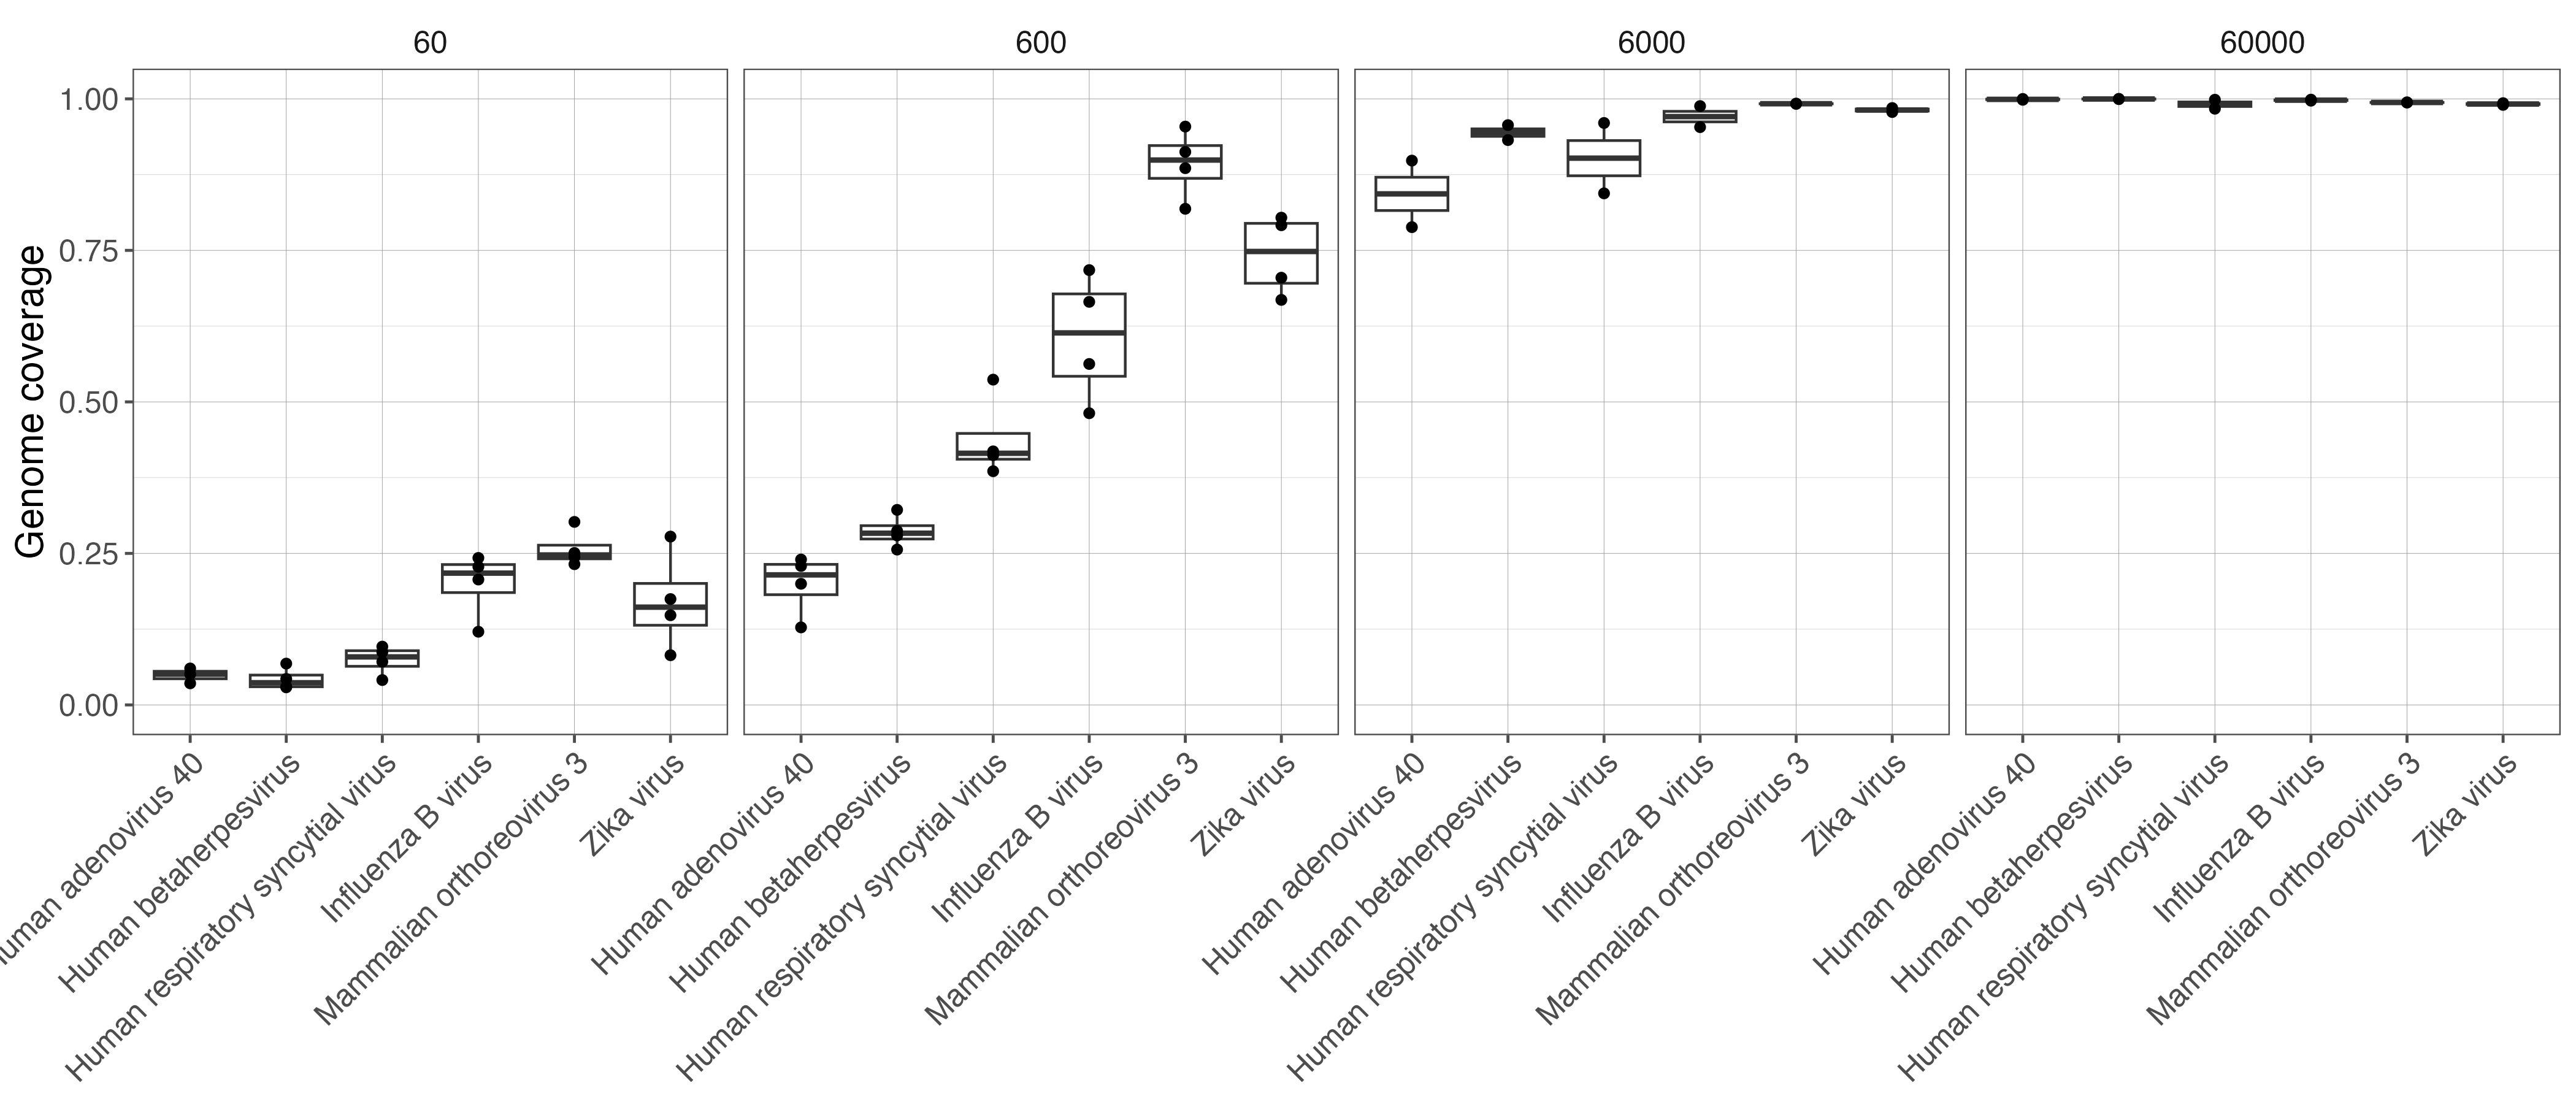 60 600 6000 60000
Genome coverage
1.00
0.75
0.50
0.25
0.00
uman adenovirus 40
Human betaherpesvirus
Human respiratory syncytial virus
Influenza B virus
Mammalian orthoreovirus 3
Zika virus
Human adenovirus 40
Human betaherpesvirus
Human respiratory syncytial virus
Influenza B virus
Mammalian orthoreovirus 3
Zika virus
Human adenovirus 40
Human betaherpesvirus
Human respiratory syncytial virus
Influenza B virus
Mammalian orthoreovirus 3
Zika virus
Human adenovirus 40
Human betaherpesvirus
Human respiratory syncytial virus
Influenza B virus
Mammalian orthoreovirus 3
Zika virus